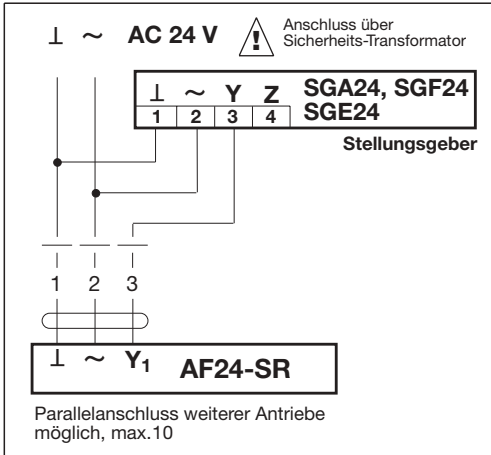 ⊥ ~ AC 24 V
Anschluss über
Sicherheits-Transformator
⊥ ~ Y Z
1 2 3 4
SGA24, SGF24
SGE24
Stellungsgeber
1 2 3
⊥ ~ Y₁ AF24-SR
Parallelanschluss weiterer Antriebe
möglich, max.10